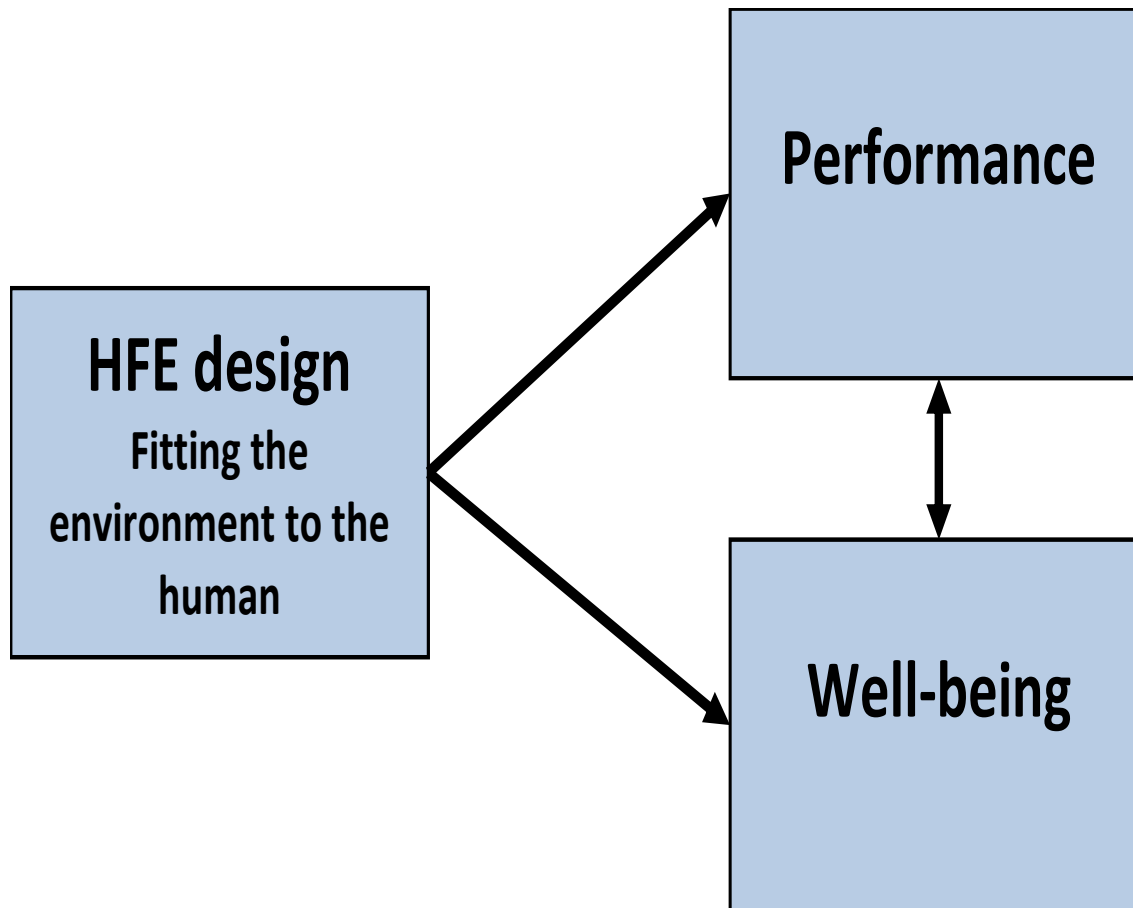 Performance
HFE design
Fitting the
environment to the
human
Well-being